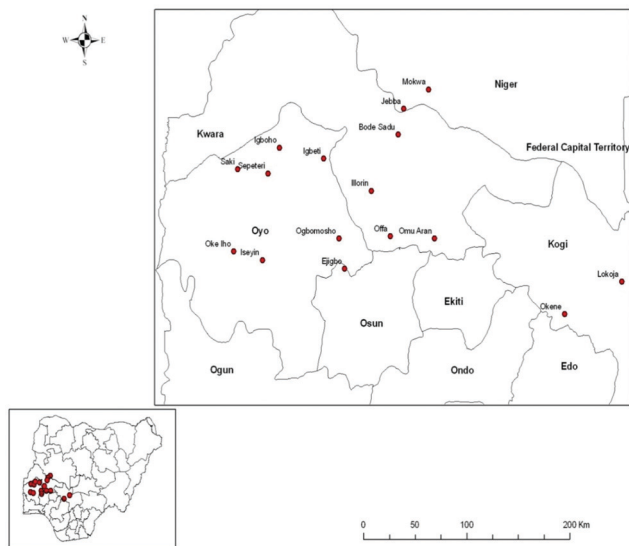 N
W E
S
Mokwa
Niger
Jebba
Bode Sadu
Kwara
Federal Capital Territory
Igboho
Igbeti
Saki
Sepeteri
Illorin
Oyo
Ogbomosho
Offa
Omu Aran
Kogi
Oke Iho
Iseyin
Ejigbo
Lokoja
Ekiti
Okene
Osun
Ogun
Ondo
Edo
0 50 100 200 Km